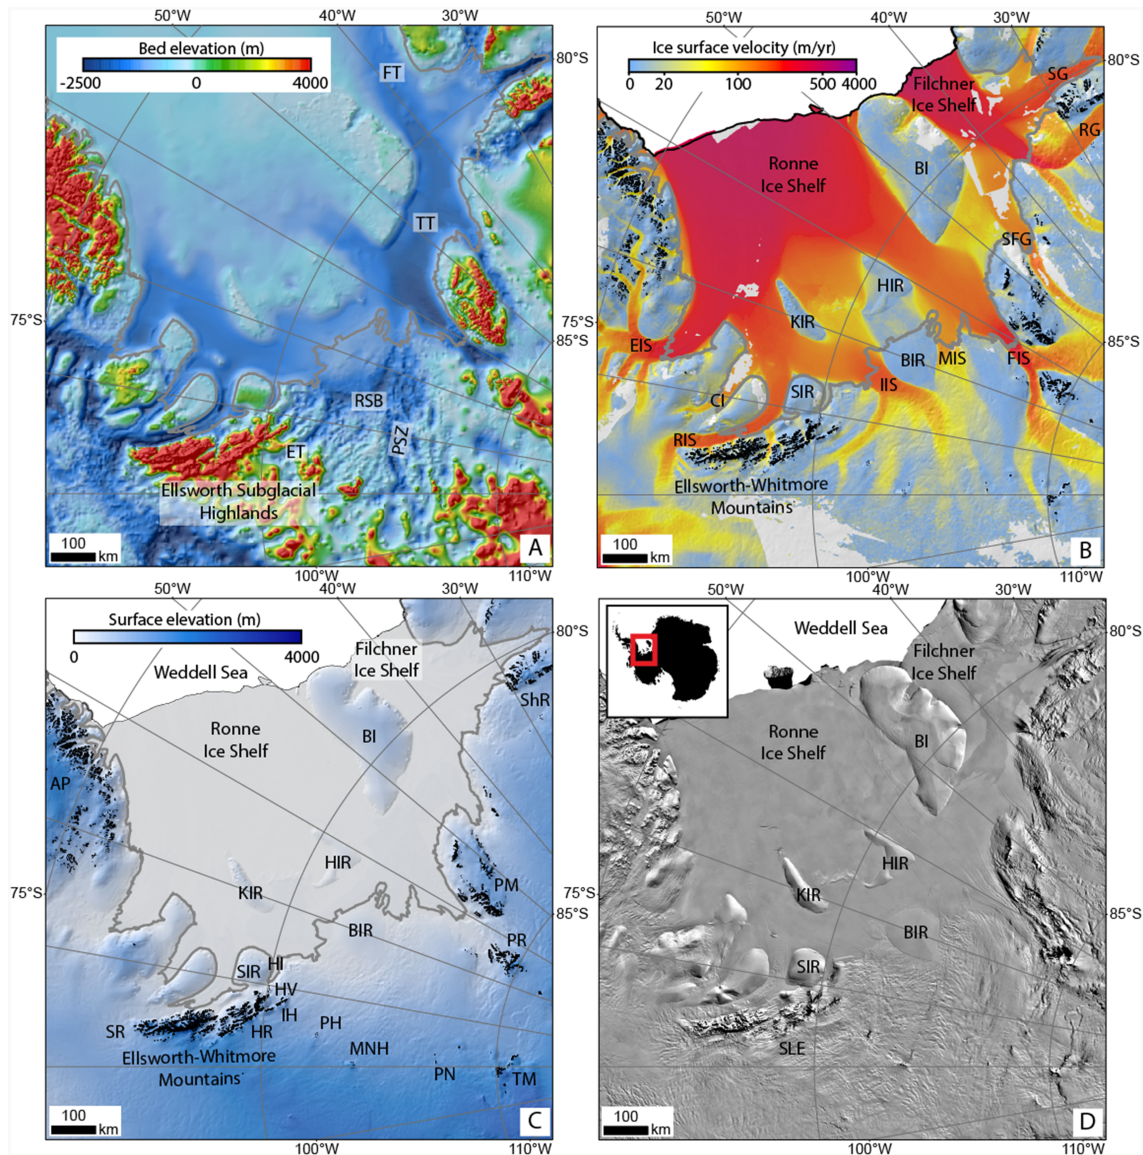 50°W
40°W
30°W
Bed elevation (m)
-2500
0
4000
FT
80°S
TT
75°S
85°S
RSB
PSZ
ET
Ellsworth Subglacial
Highlands
100
km
A
100°W
110°W
50°W
40°W
30°W
Ice surface velocity (m/yr)
0
20
100
500
4000
Filchner
Ice Shelf
SG
80°S
RG
Ronne
Ice Shelf
BI
SFG
HIR
KIR
75°S
85°S
EIS
BIR
MIS
FIS
IIS
SIR
CI
RIS
Ellsworth-Whitmore
Mountains
100
km
B
100°W
110°W
50°W
40°W
30°W
Surface elevation (m)
0
4000
Weddell Sea
Filchner
Ice Shelf
80°S
ShR
Ronne
Ice Shelf
BI
AP
HIR
KIR
PM
75°S
85°S
BIR
PR
SIR
HI
HV
IH
SR
HR
PH
MNH
Ellsworth-Whitmore
Mountains
PN
TM
100
km
C
100°W
110°W
50°W
40°W
30°W
Weddell Sea
Filchner
Ice Shelf
80°S
Ronne
Ice Shelf
BI
HIR
KIR
75°S
85°S
BIR
SIR
SLE
100
km
D
100°W
110°W